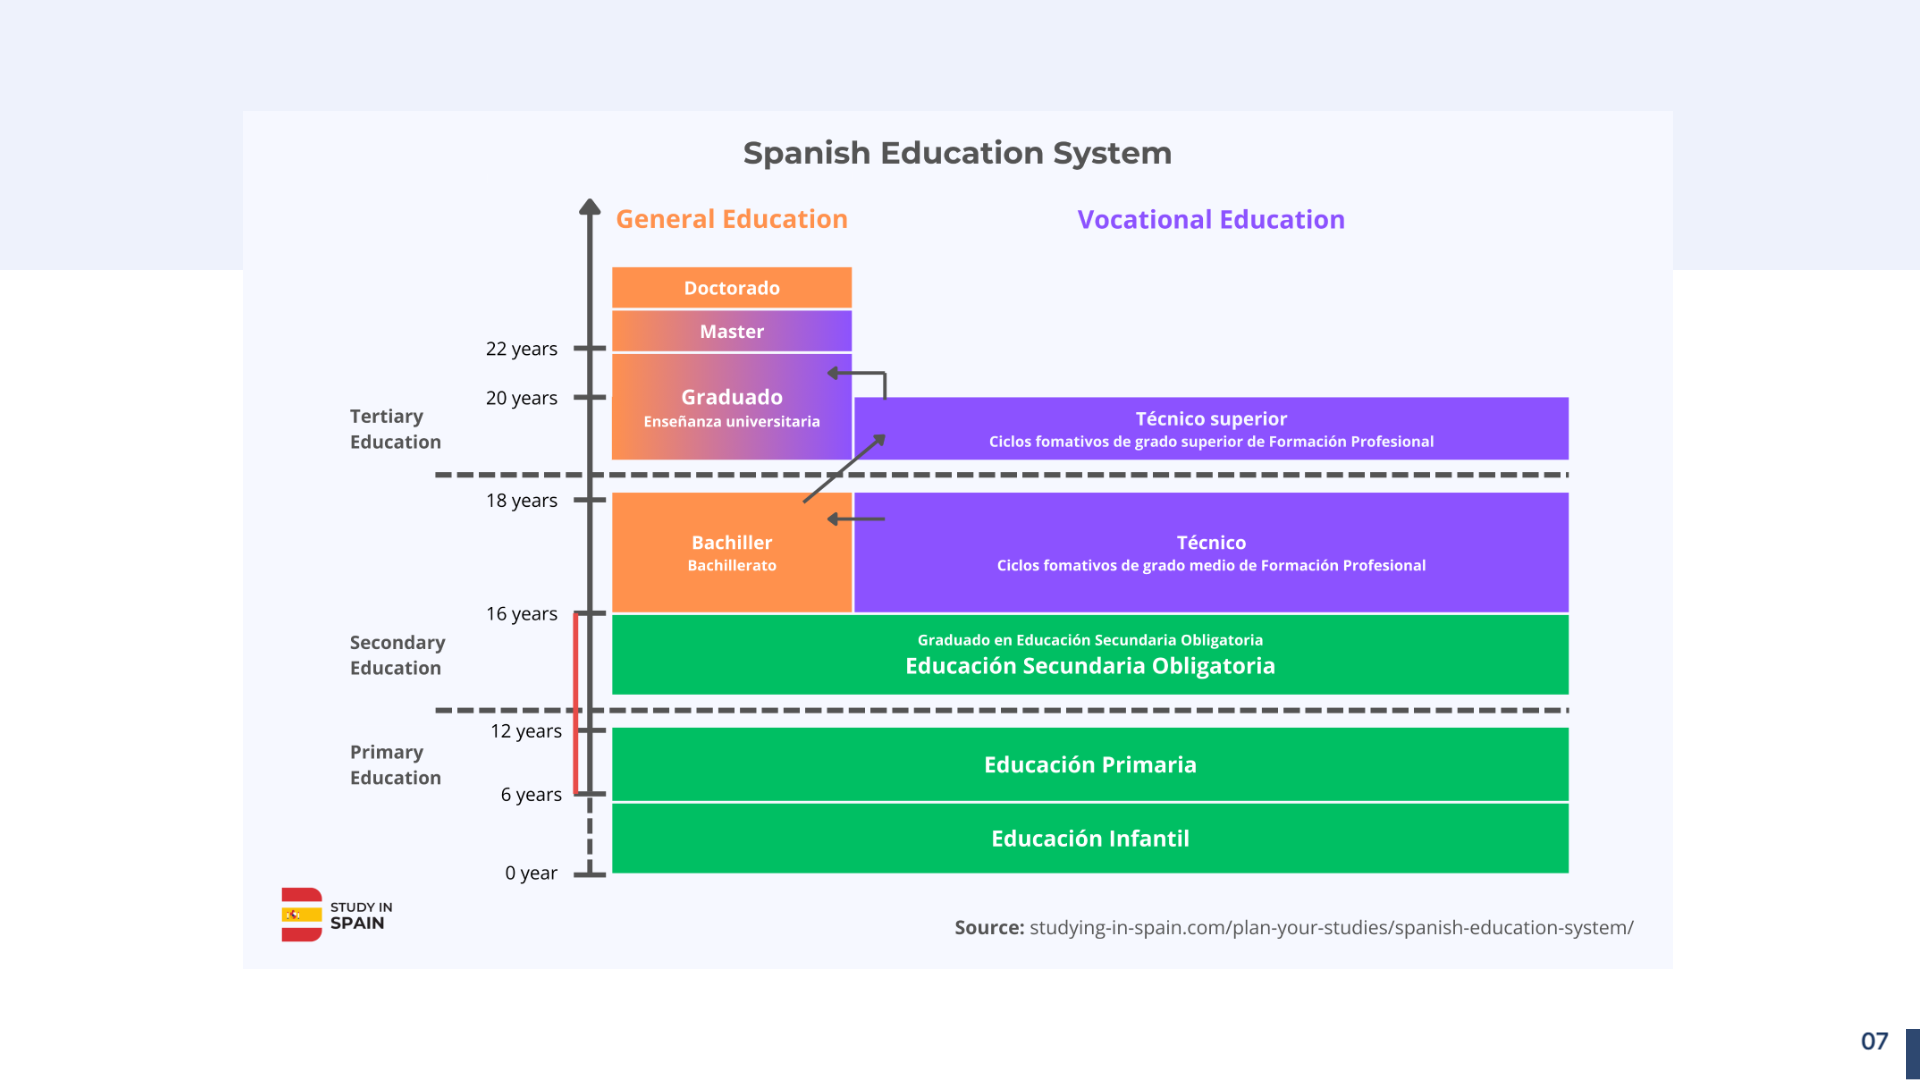 Spanish Education System
General Education
Vocational Education
Doctorado
Master
22 years
20 years
Graduado
Enseñanza universitaria
Tertiary
Education
Técnico superior
Ciclos fomativos de grado superior de Formación Profesional
18 years
Bachiller
Bachillerato
Técnico
Ciclos fomativos de grado medio de Formación Profesional
16 years
Secondary
Education
Graduado en Educación Secundaria Obligatoria
Educación Secundaria Obligatoria
12 years
Primary
Education
Educación Primaria
6 years
Educación Infantil
0 year
STUDY IN
SPAIN
Source: studying-in-spain.com/plan-your-studies/spanish-education-system/
07